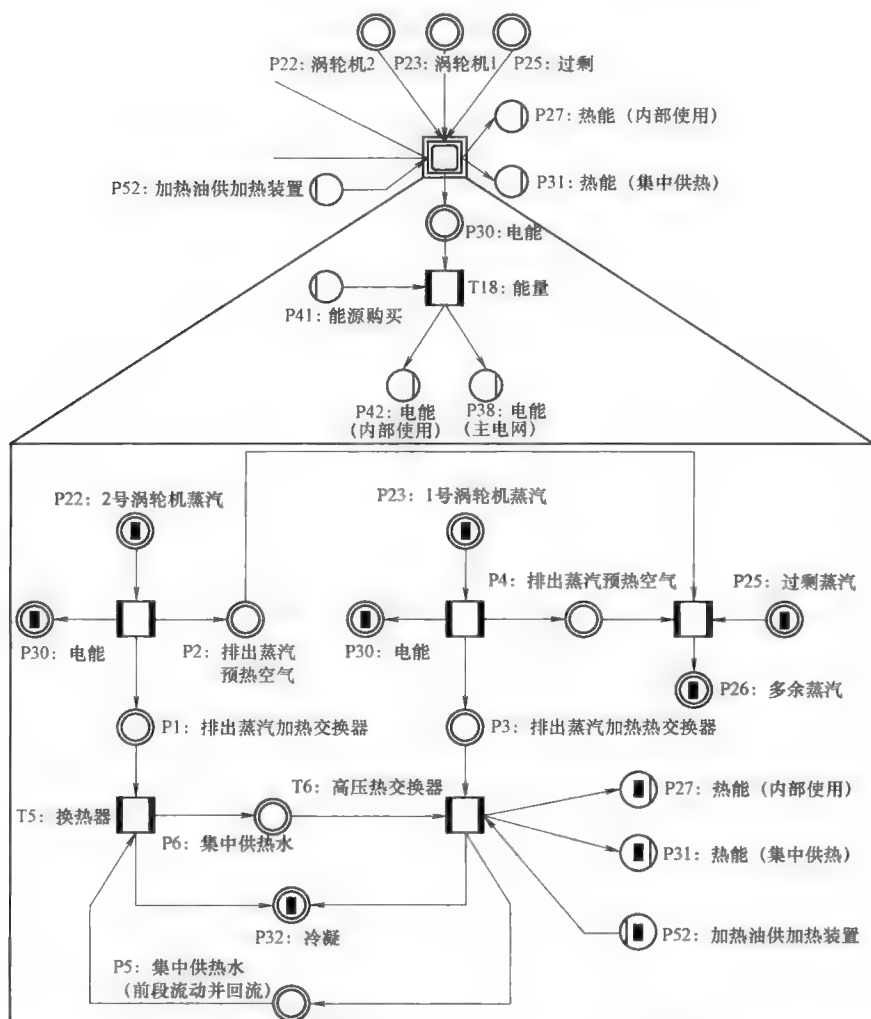 P22: 涡轮机2 P23: 涡轮机1 P25: 过剩
P27: 热能 (内部使用)
P52: 加热油供加热装置
P31: 热能 (集中供热)
P30: 电能
T18: 能量
P41: 能源购买
P42: 电能
(内部使用)
P38: 电能
(主电网)
P22: 2号涡轮机蒸汽
P23: 1号涡轮机蒸汽
P4: 排出蒸汽预热空气
P25: 过剩蒸汽
P30: 电能
P2: 排出蒸汽
预热空气
P30: 电能
P26: 多余蒸汽
P1: 排出蒸汽加热交换器
P3: 排出蒸汽加热热交换器
T6: 高压热交换器
P27: 热能 (内部使用)
T5: 换热器
P6: 集中供热水
P31: 热能 (集中供热)
P32: 冷凝
P52: 加热油供加热装置
P5: 集中供热水
(前段流动并回流)